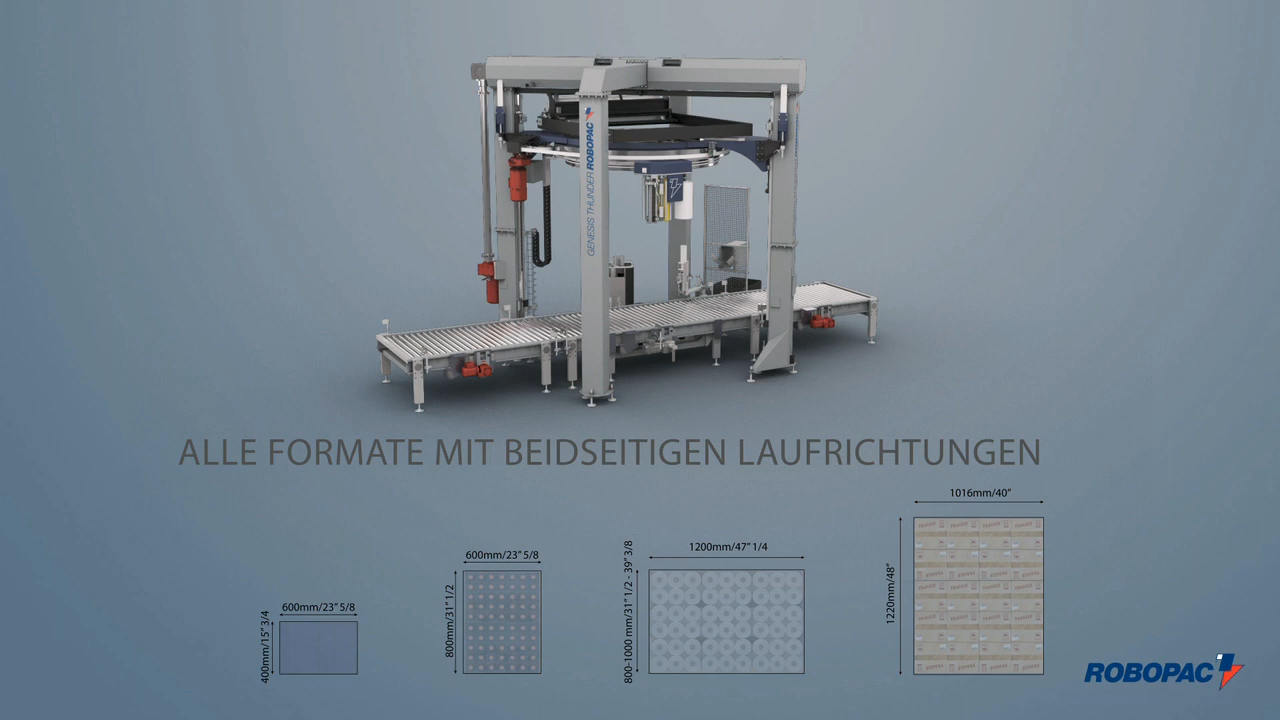 GENESIS THUNDER ROBOPAC
ALLE FORMATE MIT BEIDSEITIGEN LAUFRICHTUNGEN
600mm/23” 5/8
400mm/15” 3/4
600mm/23” 5/8
800mm/31” 1/2
1200mm/47” 1/4
800-1000 mm/31” 1/2 - 39” 3/8
1016mm/40”
1220mm/48”
ROBOPAC